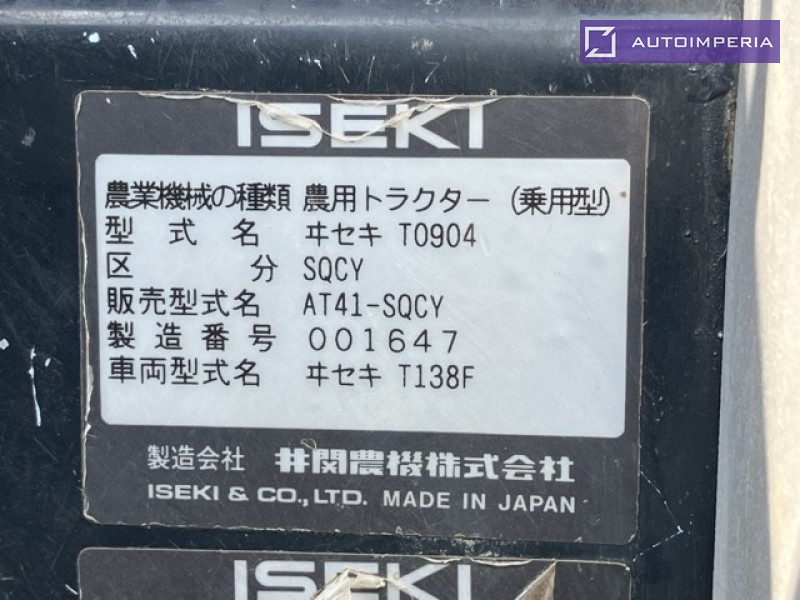 AUTOIMPERIA
ISEKI
農業機械の種類 農用トラクター (乗用型)
型式名 ヰセキ T0904
区分 SQCY
販売型式名 AT41-SQCY
製造番号 001647
車両型式名 ヰセキ T138F
製造会社 井関農機株式会社
ISEKI & CO., LTD. MADE IN JAPAN
ISEKI